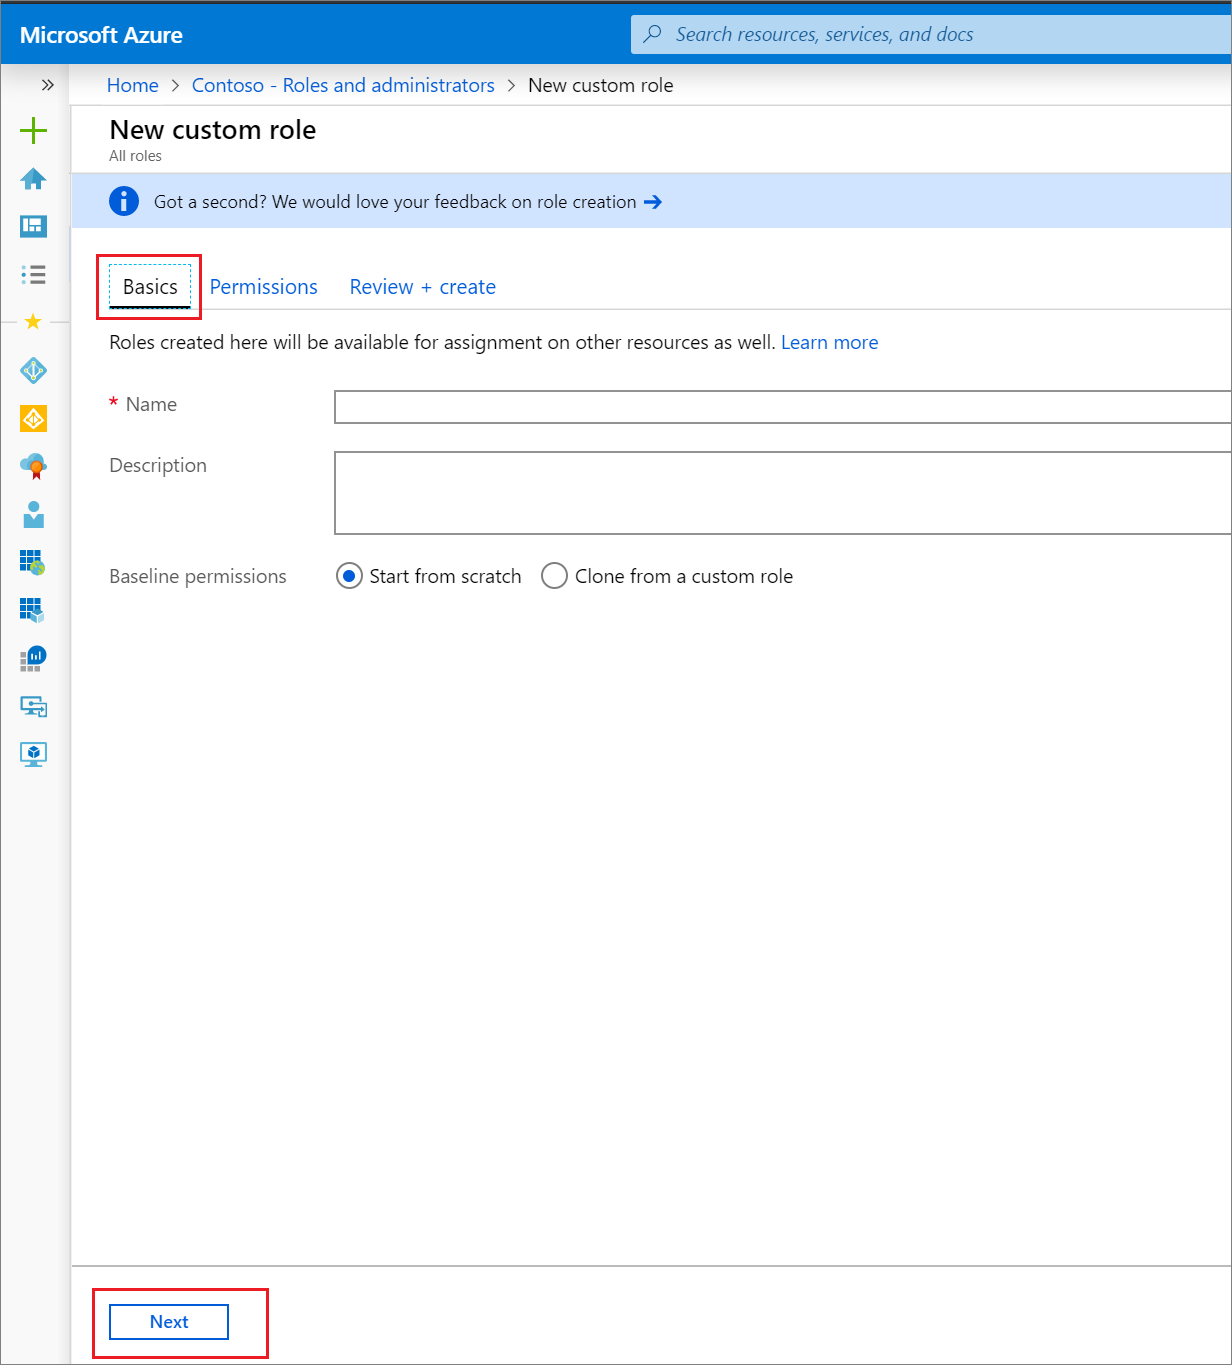 Microsoft Azure
Search resources, services, and docs
Home > Contoso - Roles and administrators > New custom role
New custom role
All roles
Got a second? We would love your feedback on role creation →
Basics Permissions Review + create
Roles created here will be available for assignment on other resources as well. Learn more
* Name
Description
Baseline permissions Start from scratch Clone from a custom role
Next